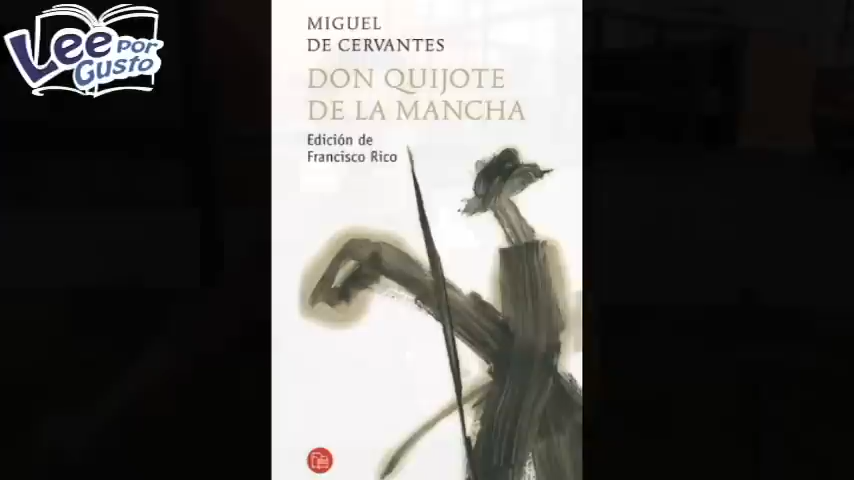 Lee
por
Gusto
MIGUEL
DE CERVANTES
DON QUIJOTE
DE LA MANCHA
Edición de
Francisco Rico